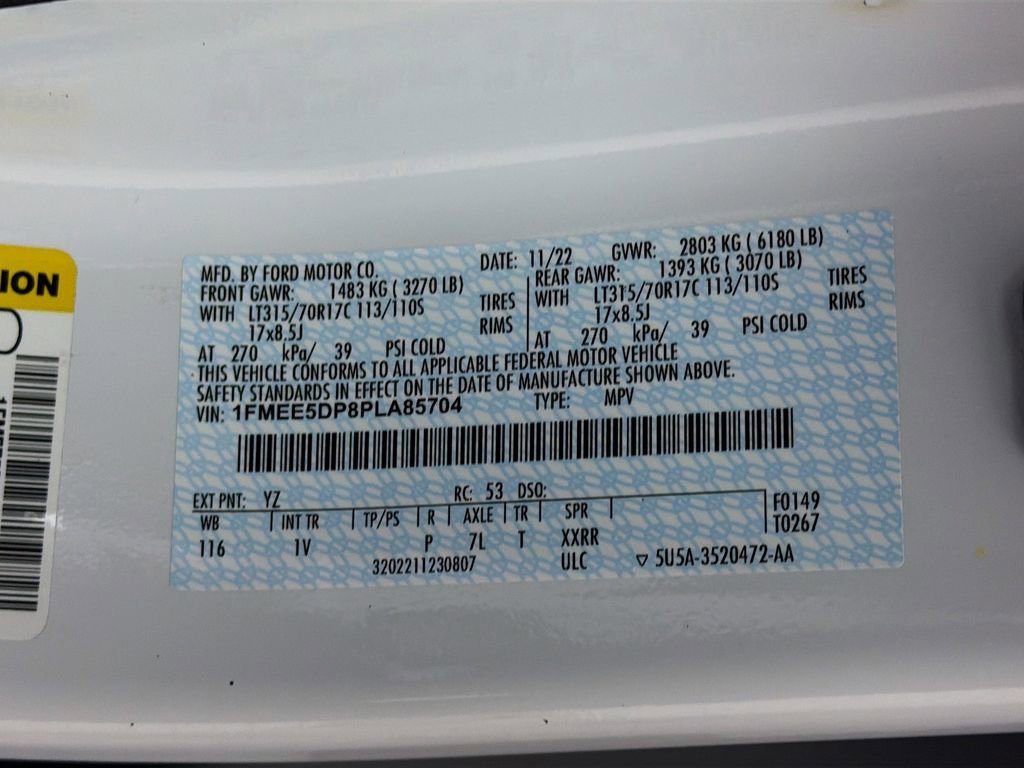 ION
MFD. BY FORD MOTOR CO. DATE: 11/22 GVWR: 2803 KG ( 6180 LB)
FRONT GAWR: 1483 KG ( 3270 LB) REAR GAWR: 1393 KG ( 3070 LB)
WITH LT315/70R17C 113/110S TIRES WITH LT315/70R17C 113/110S TIRES
17x8.5J RIMS 17x8.5J RIMS
AT 270 kPa/ 39 PSI COLD AT 270 kPa/ 39 PSI COLD
THIS VEHICLE CONFORMS TO ALL APPLICABLE FEDERAL MOTOR VEHICLE
SAFETY STANDARDS IN EFFECT ON THE DATE OF MANUFACTURE SHOWN ABOVE.
VIN: 1FMEE5DP8PLA85704 TYPE: MPV
EXT PNT: YZ RC: 53 DSO: F0149
WB INT TR TP/PS R AXLE TR SPR T0267
116 1V P 7L T XXRR
3202211230807 ULC ▽ 5U5A-3520472-AA